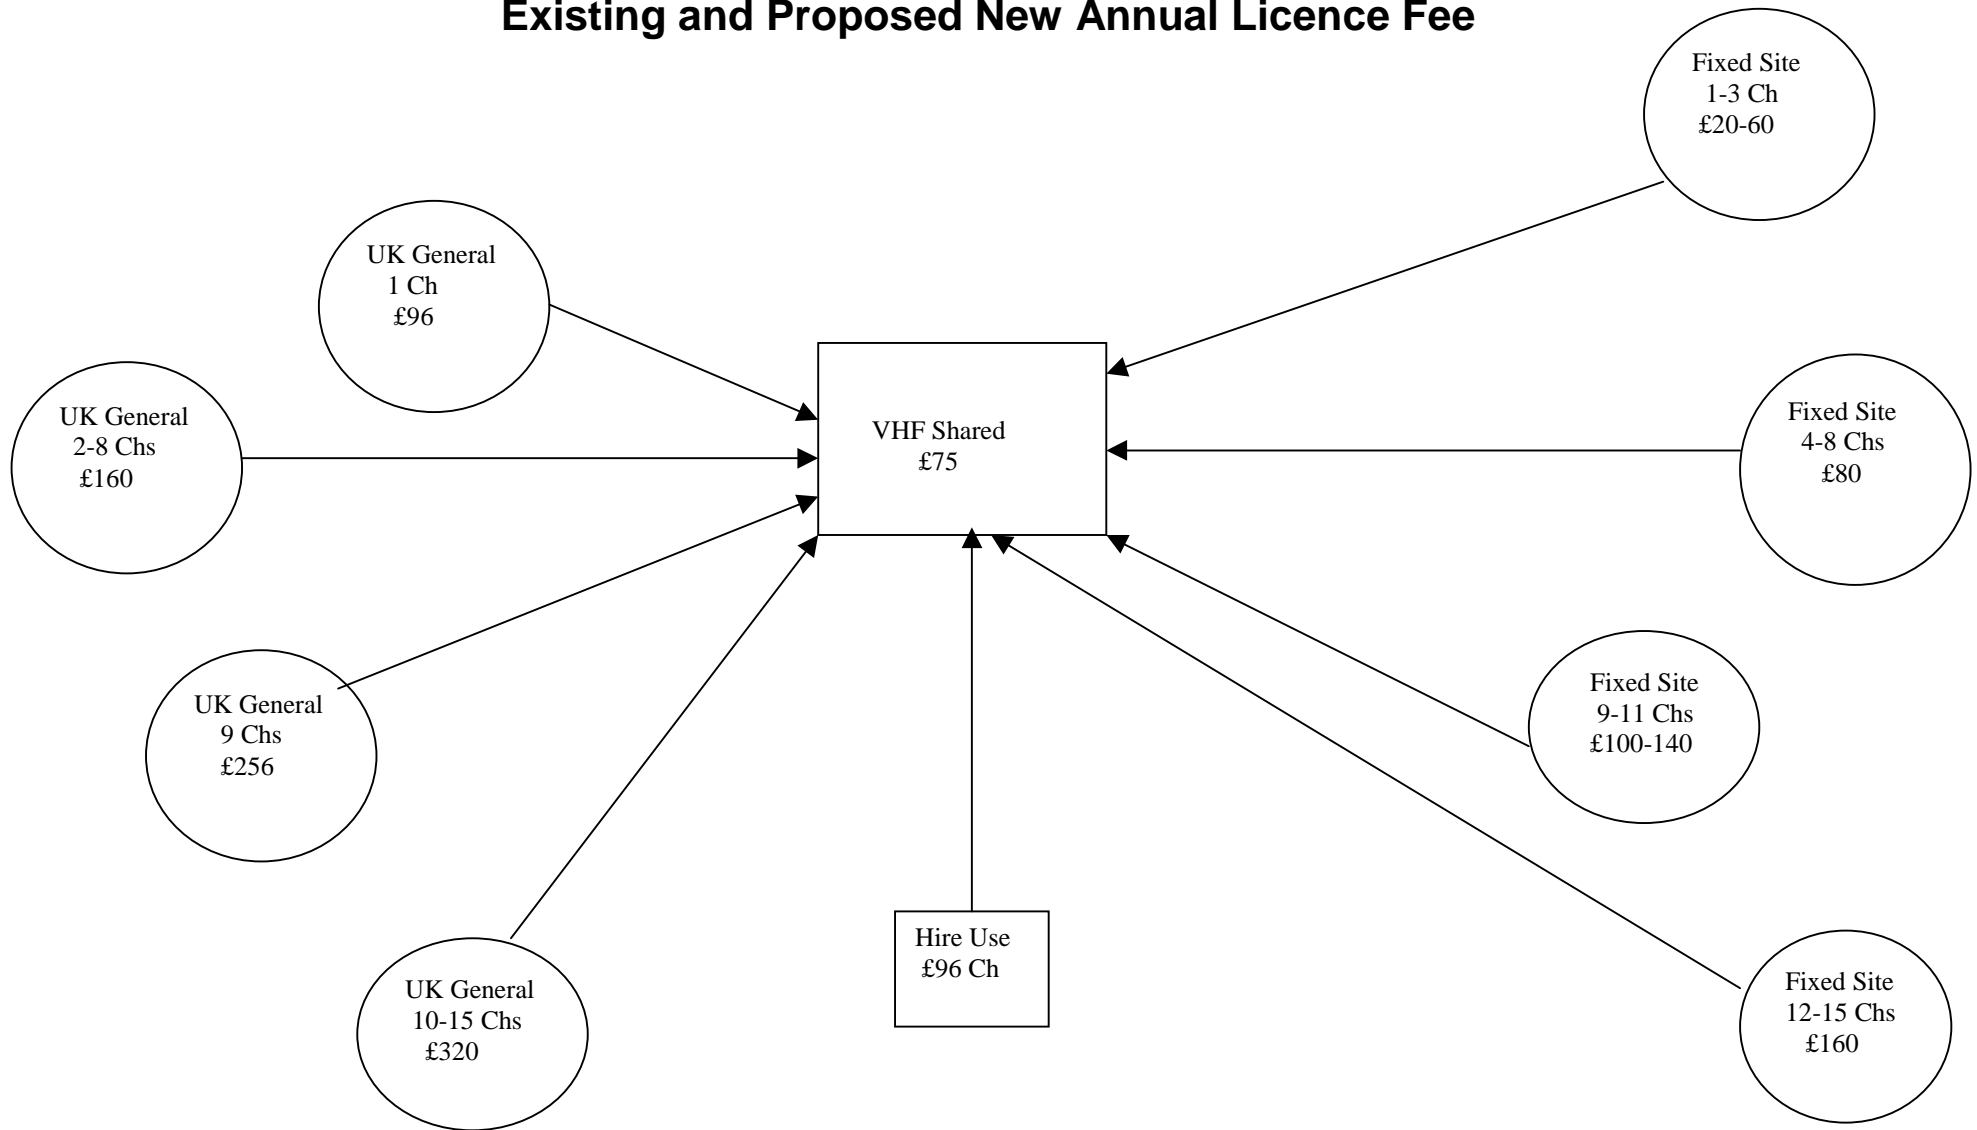 Existing and Proposed New Annual Licence Fee
Fixed Site
1-3 Ch
£20-60
UK General
1 Ch
£96
UK General
2-8 Chs
£160
VHF Shared
£75
Fixed Site
4-8 Chs
£80
UK General
9 Chs
£256
Fixed Site
9-11 Chs
£100-140
UK General
10-15 Chs
£320
Hire Use
£96 Ch
Fixed Site
12-15 Chs
£160